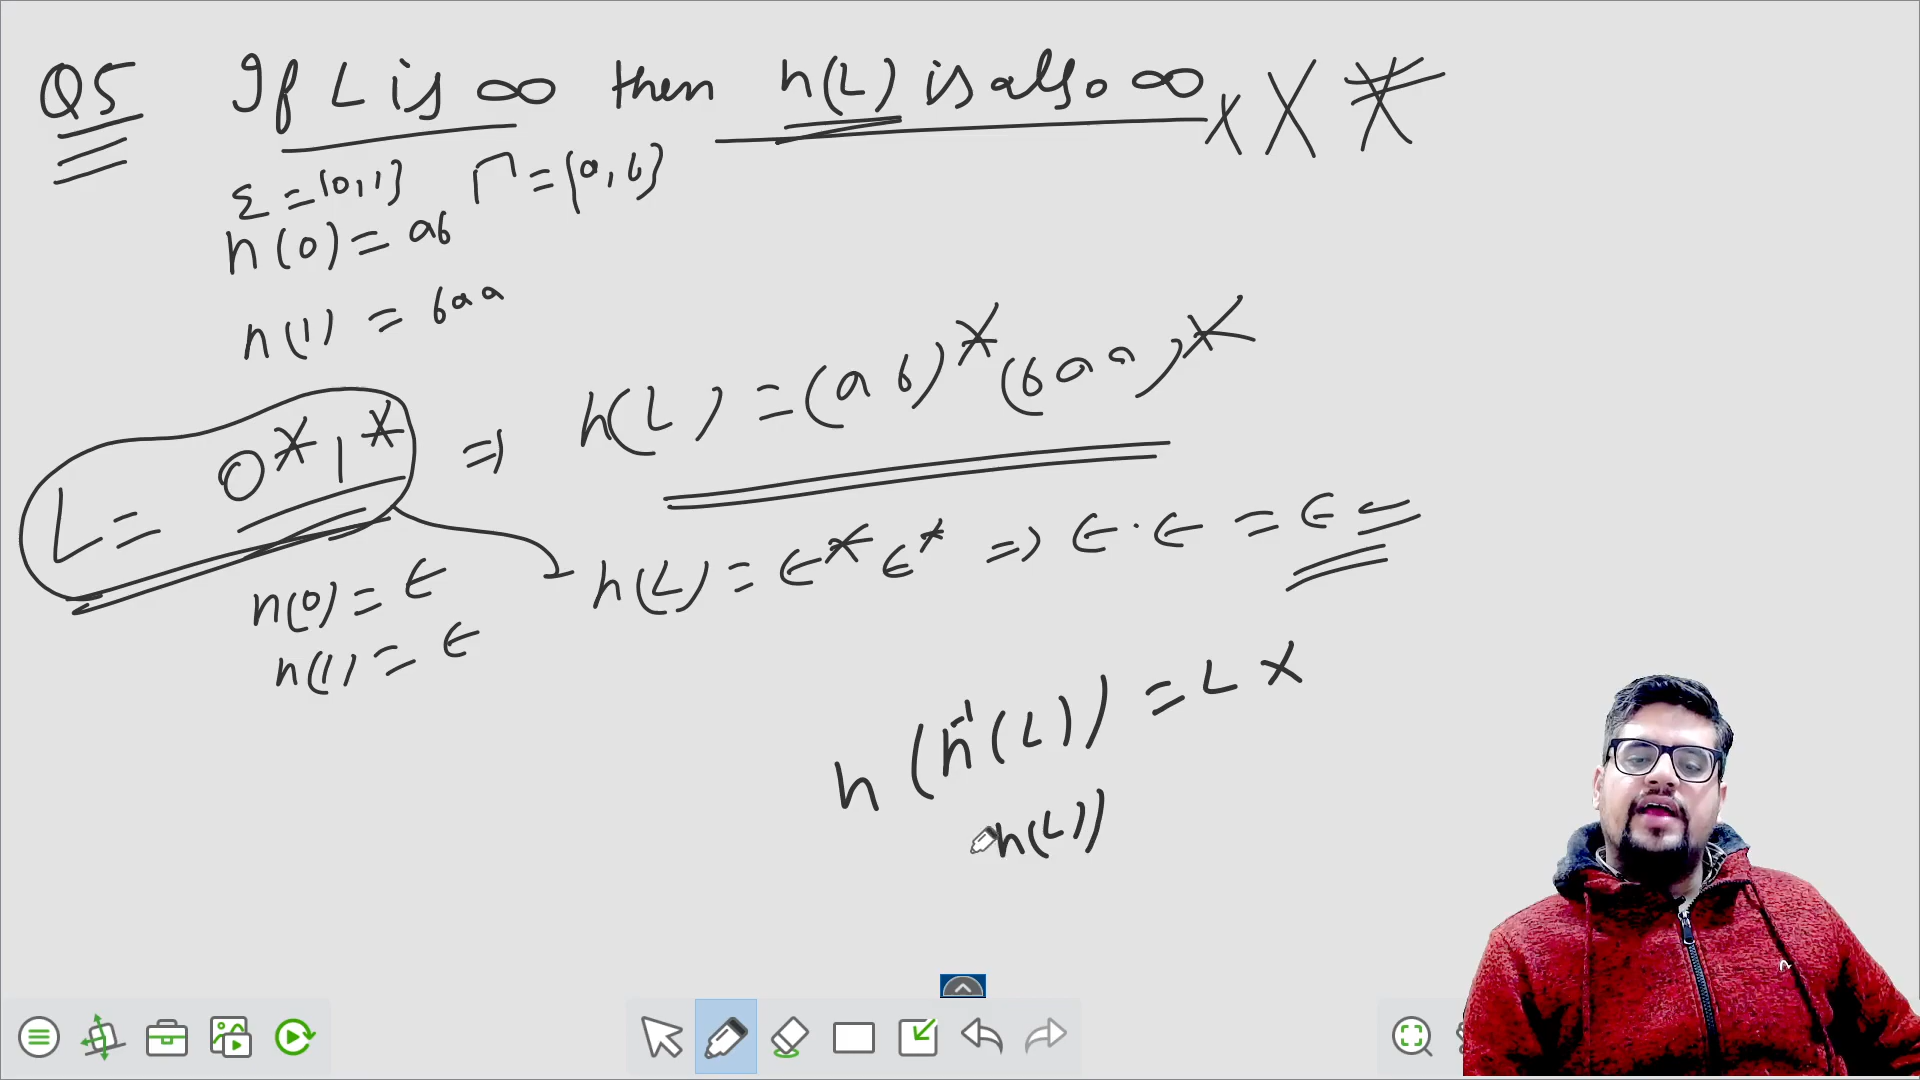 Q5 If L is ∞ then h(L) is also ∞ X X X
Σ = {0,1} Γ = {a, b}
h(0) = ab
h(1) = baa
L = 0*1* ⇒ h(L) = (ab)*(baa)*
h(0) = ε
h(1) = ε
h(L) = ε*ε* ⇒ ε·ε = ε
h(h⁻¹(L)) = L X
h(L))